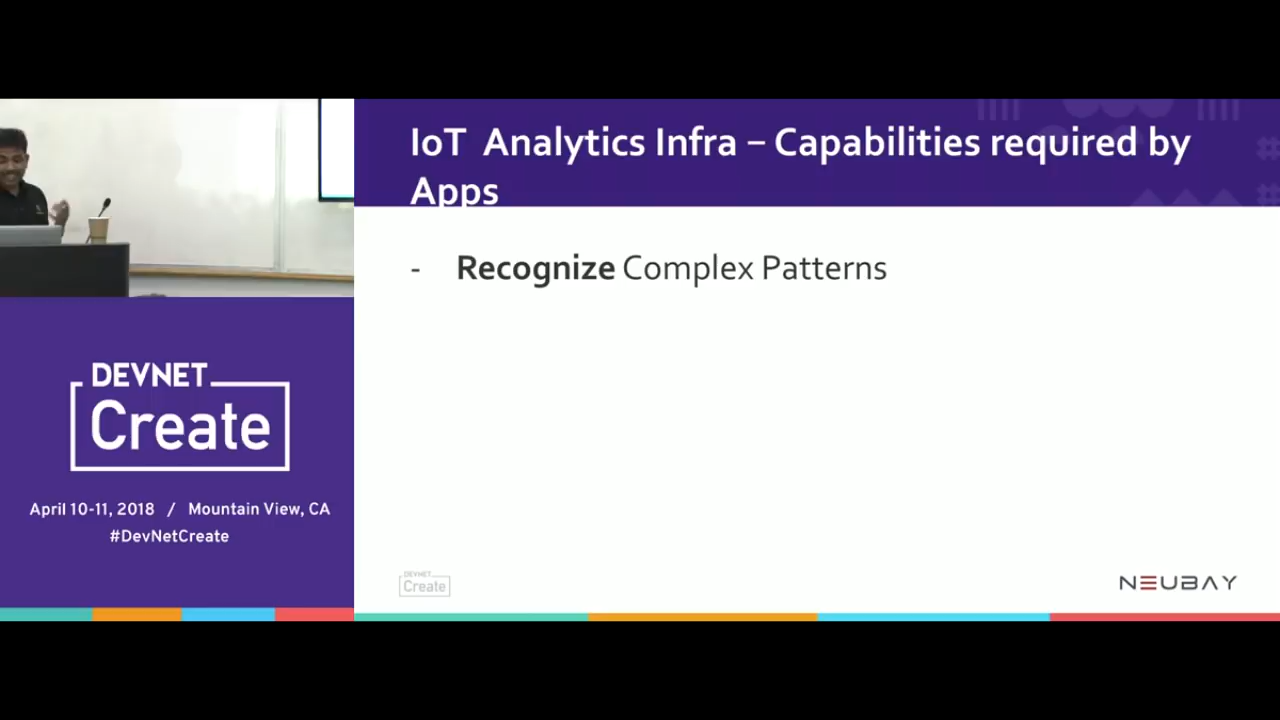 IoT Analytics Infra – Capabilities required by
Apps
- Recognize Complex Patterns
DEVNET
Create
April 10-11, 2018 / Mountain View, CA
#DevNetCreate
DEVNET
Create
NEUBAY